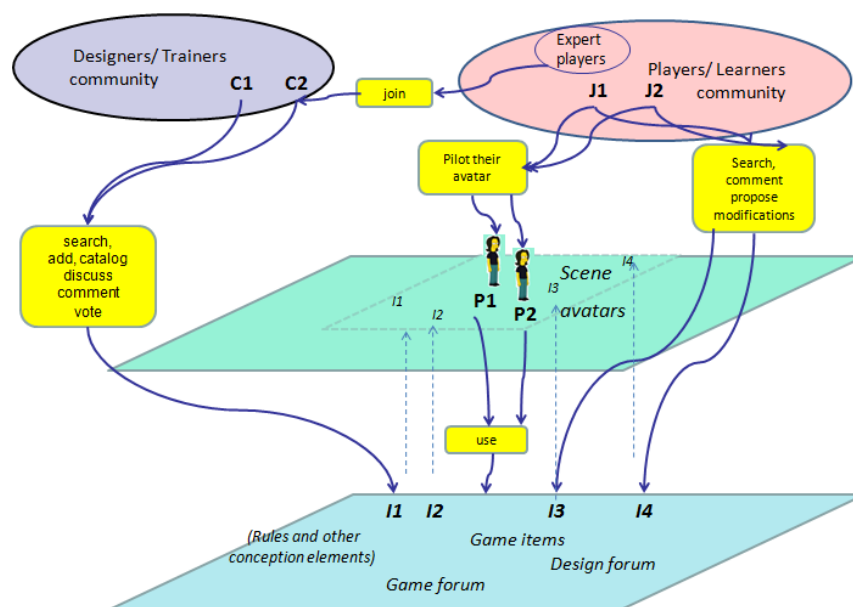 Designers/ Trainers
community
C1
C2
join
Expert
players
Players/ Learners
community
J1
J2
Pilot their
avatar
Search,
comment
propose
modifications
search,
add, catalog
discuss
comment
vote
I1
I2
I3
I4
Scene
avatars
P1
P2
use
I1
I2
I3
I4
(Rules and other
conception elements)
Game items
Design forum
Game forum